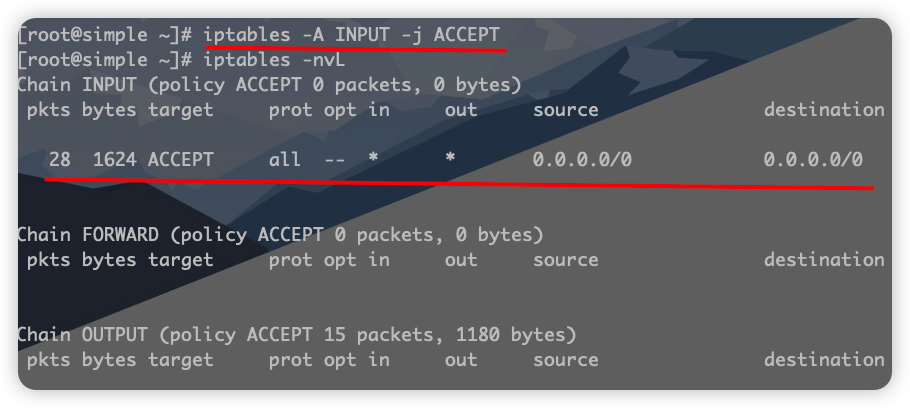 [root@simple ~]# iptables -A INPUT -j ACCEPT
[root@simple ~]# iptables -nvL
Chain INPUT (policy ACCEPT 0 packets, 0 bytes)
 pkts bytes target     prot opt in     out     source               destination
   28  1624 ACCEPT     all  --  *      *       0.0.0.0/0            0.0.0.0/0
Chain FORWARD (policy ACCEPT 0 packets, 0 bytes)
 pkts bytes target     prot opt in     out     source               destination
Chain OUTPUT (policy ACCEPT 15 packets, 1180 bytes)
 pkts bytes target     prot opt in     out     source               destination